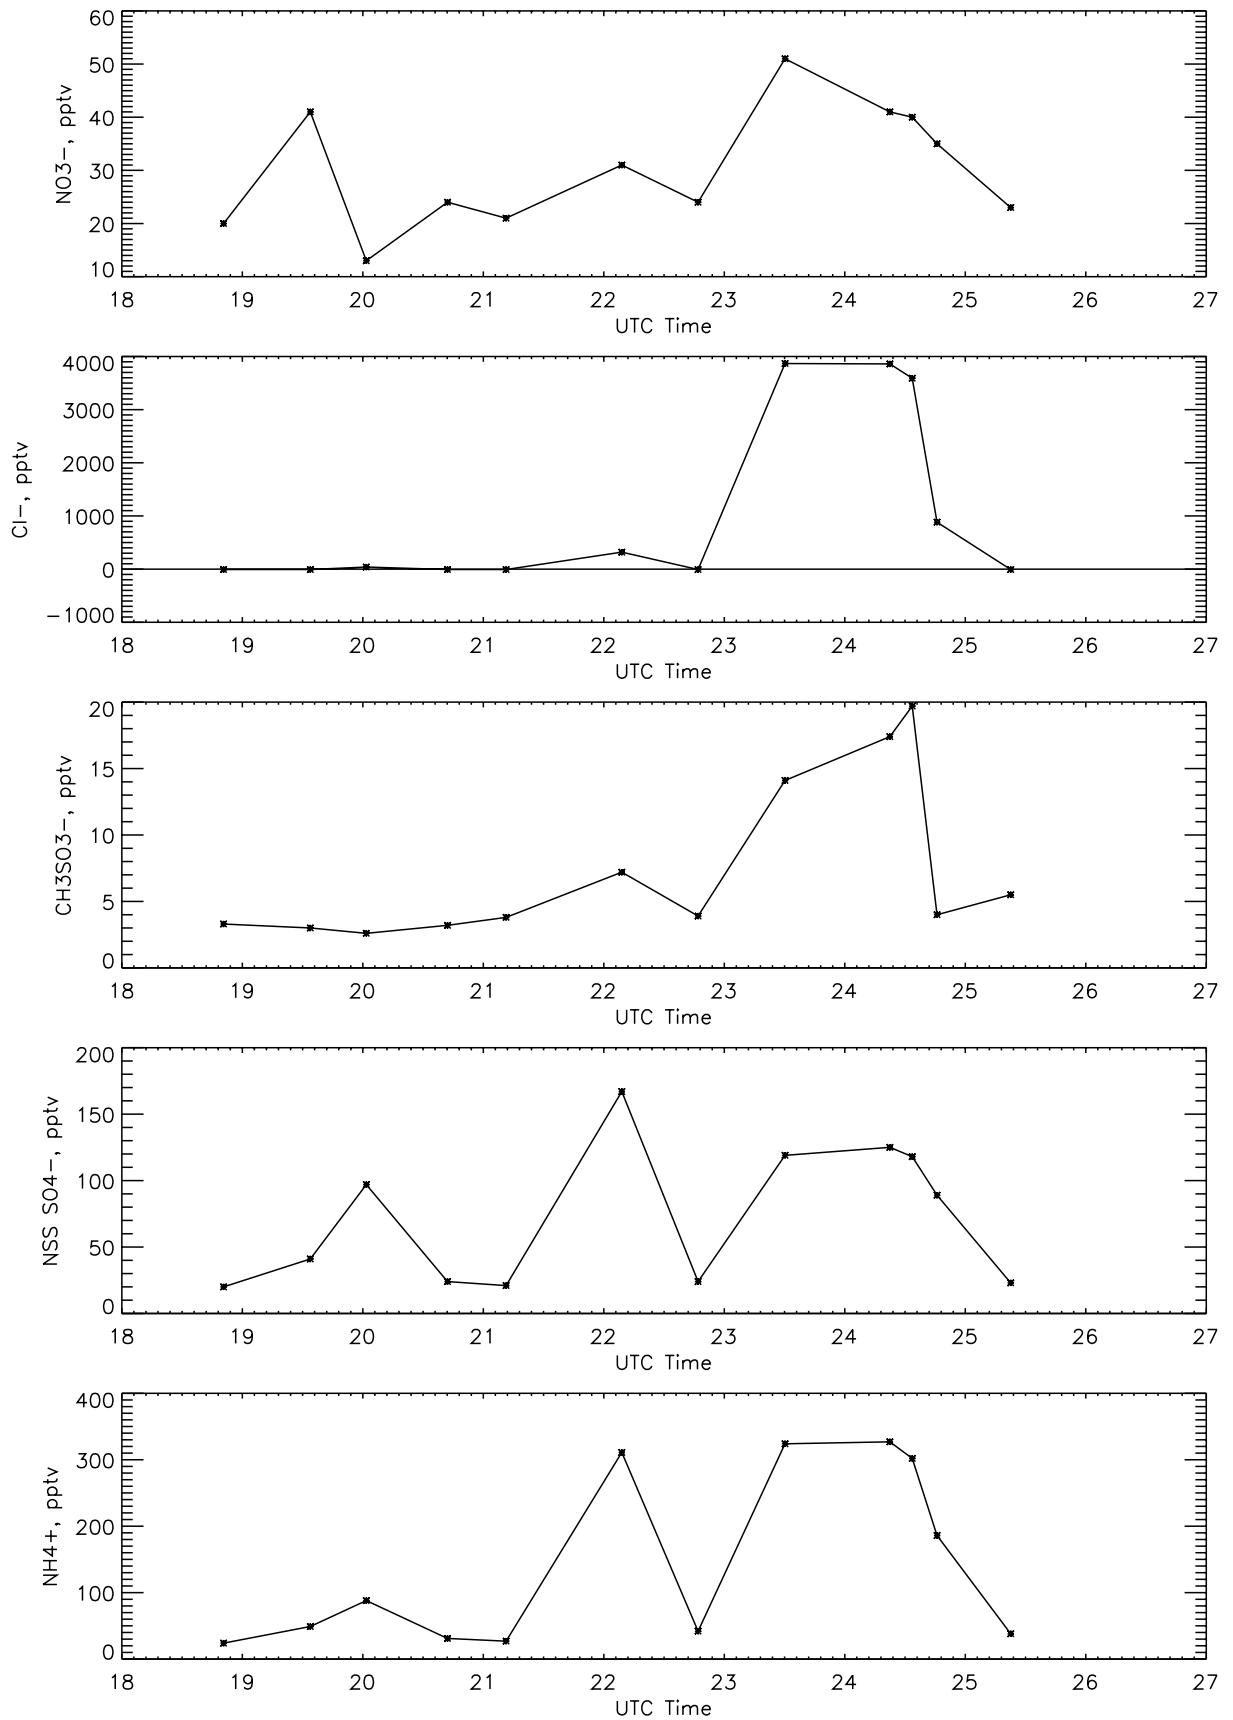 60
50
40
30
20
10
NO3-, pptv
18 19 20 21 22 23 24 25 26 27
UTC Time
4000
3000
2000
1000
0
-1000
Cl-, pptv
18 19 20 21 22 23 24 25 26 27
UTC Time
20
15
10
5
0
CH3SO3-, pptv
18 19 20 21 22 23 24 25 26 27
UTC Time
200
150
100
50
0
NSS SO4-, pptv
18 19 20 21 22 23 24 25 26 27
UTC Time
400
300
200
100
0
NH4+, pptv
18 19 20 21 22 23 24 25 26 27
UTC Time